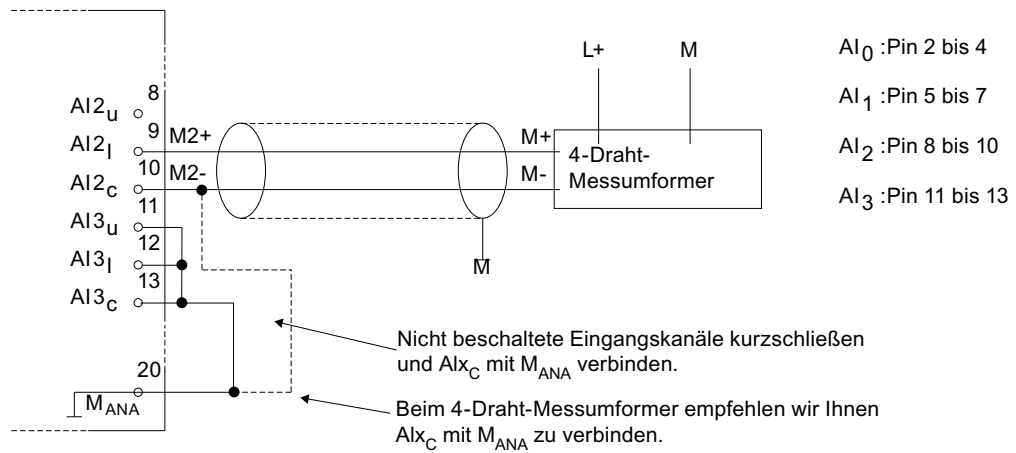 L+
M
AI0 :Pin 2 bis 4
AI1 :Pin 5 bis 7
AI2 :Pin 8 bis 10
AI3 :Pin 11 bis 13
8
AI2u
9
M2+
M+
AI2I
10
M2-
M-
AI2c
4-Draht-
Messumformer
11
AI3u
12
AI3I
13
AI3c
M
Nicht beschaltete Eingangskanäle kurzschließen
und AIxC mit MANA verbinden.
20
MANA
Beim 4-Draht-Messumformer empfehlen wir Ihnen
AIxC mit MANA zu verbinden.